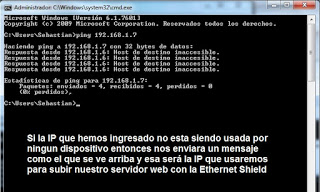 Administrador: C:\Windows\system32\cmd.exe
Microsoft Windows [Versión 6.1.7601]
Copyright (c) 2009 Microsoft Corporation. Reservados todos los derechos.
C:\Users\Sebastian>ping 192.168.1.7
Haciendo ping a 192.168.1.7 con 32 bytes de datos:
Respuesta desde 192.168.1.6: Host de destino inaccesible.
Respuesta desde 192.168.1.6: Host de destino inaccesible.
Respuesta desde 192.168.1.6: Host de destino inaccesible.
Respuesta desde 192.168.1.6: Host de destino inaccesible.
Estadísticas de ping para 192.168.1.7:
Paquetes: enviados = 4, recibidos = 4, perdidos = 0
(0% perdidos),
C:\Users\Sebastian>
Si la IP que hemos ingresado no esta siendo usada por
ningun dispositivo entonces nos enviara un mensaje
como el que se ve arriba y esa será la IP que usaremos
para subir nuestro servidor web con la Ethernet Shield